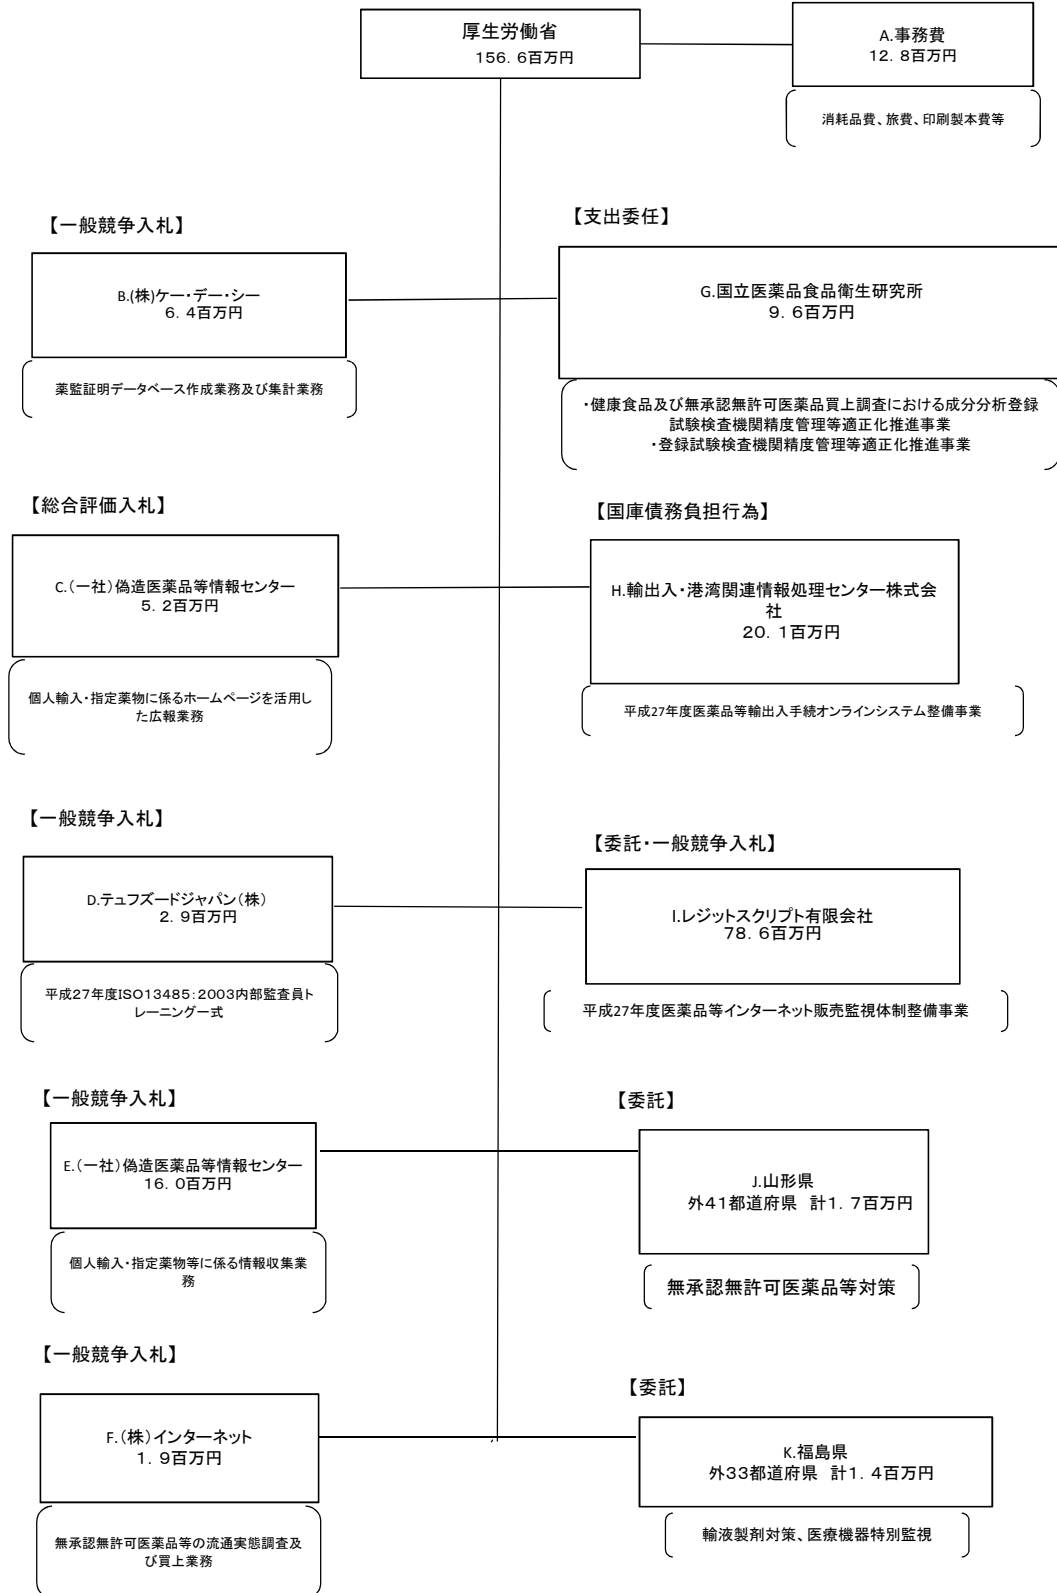 厚生労働省
156．6百万円
A.事務費
12．8百万円
消耗品費、旅費、印刷製本費等
【一般競争入札】
B.(株)ケー・デー・シー
6．4百万円
薬監証明データベース作成業務及び集計業務
【支出委任】
G.国立医薬品食品衛生研究所
9．6百万円
・健康食品及び無承認無許可医薬品買上調査における成分分析登録
試験検査機関精度管理等適正化推進事業
・登録試験検査機関精度管理等適正化推進事業
【総合評価入札】
C.（一社）偽造医薬品等情報センター
5．2百万円
個人輸入・指定薬物に係るホームページを活用し
た広報業務
【国庫債務負担行為】
H.輸出入・港湾関連情報処理センター株式会
社
20．1百万円
平成27年度医薬品等輸出入手続オンラインシステム整備事業
【一般競争入札】
D.テュフズードジャパン（株）
2．9百万円
平成27年度ISO13485：2003内部監査員ト
レーニング一式
【委託・一般競争入札】
I.レジットスクリプト有限会社
78．6百万円
平成27年度医薬品等インターネット販売監視体制整備事業
【一般競争入札】
E.（一社）偽造医薬品等情報センター
16．0百万円
個人輸入・指定薬物等に係る情報収集業
務
【委託】
J.山形県
外41都道府県　計1．7百万円
無承認無許可医薬品等対策
【一般競争入札】
F.（株）インターネット
1．9百万円
無承認無許可医薬品等の流通実態調査及
び買上業務
【委託】
K.福島県
外33都道府県　計1．4百万円
輸液製剤対策、医療機器特別監視